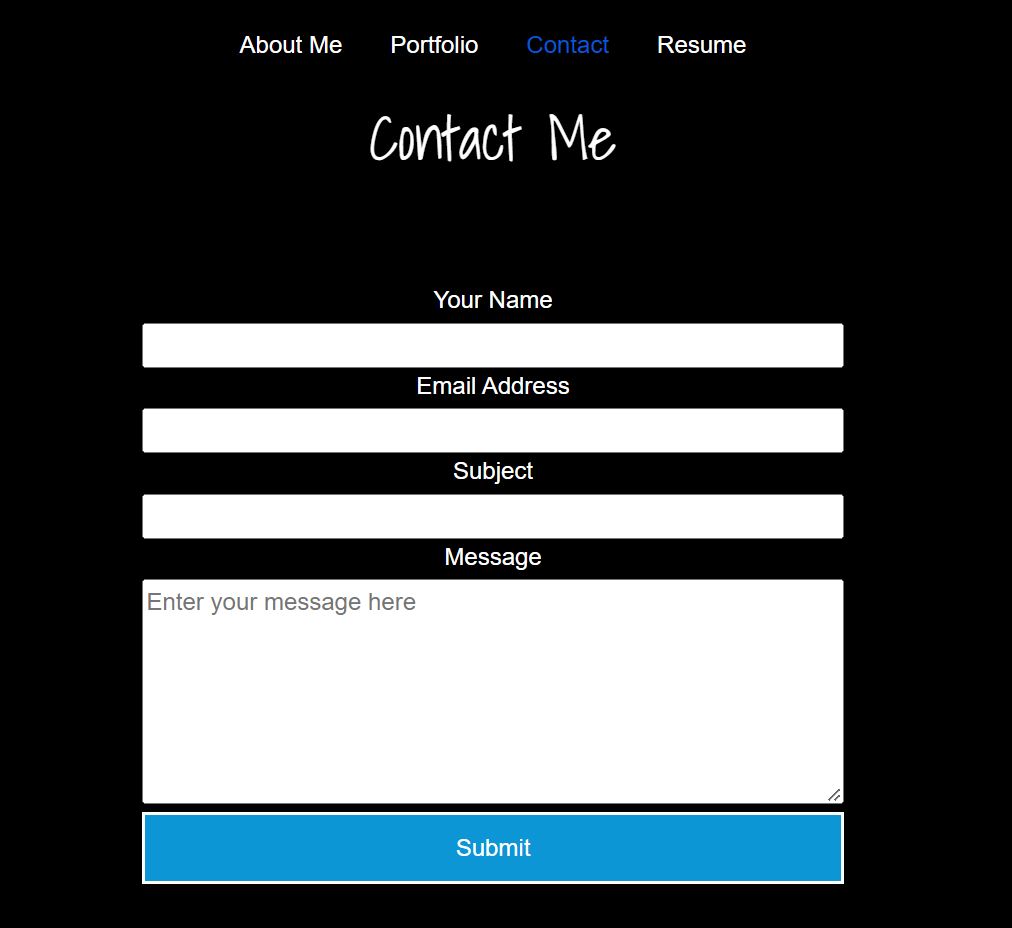 About Me Portfolio Contact Resume
Contact Me
Your Name
Email Address
Subject
Message
Enter your message here
Submit